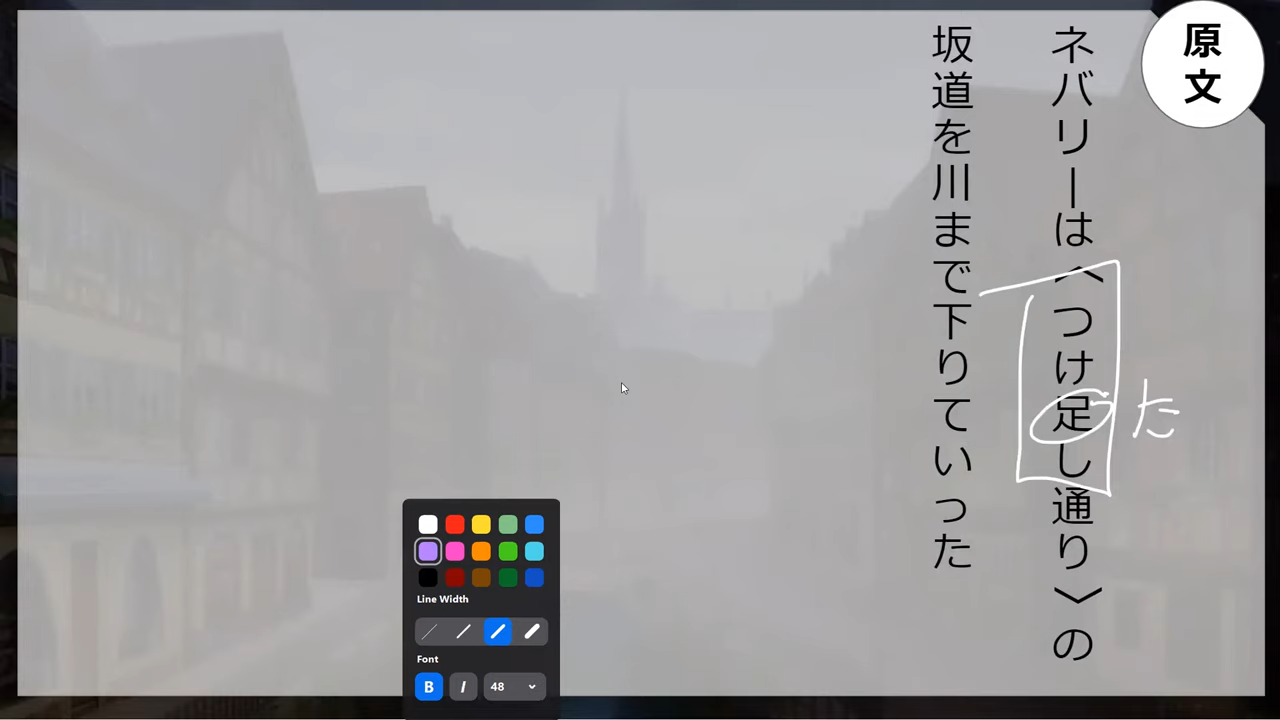 原文
ネバリーは〈つけ足し通り〉の
坂道を川まで下りていった
た
Line Width
Font
B I 48